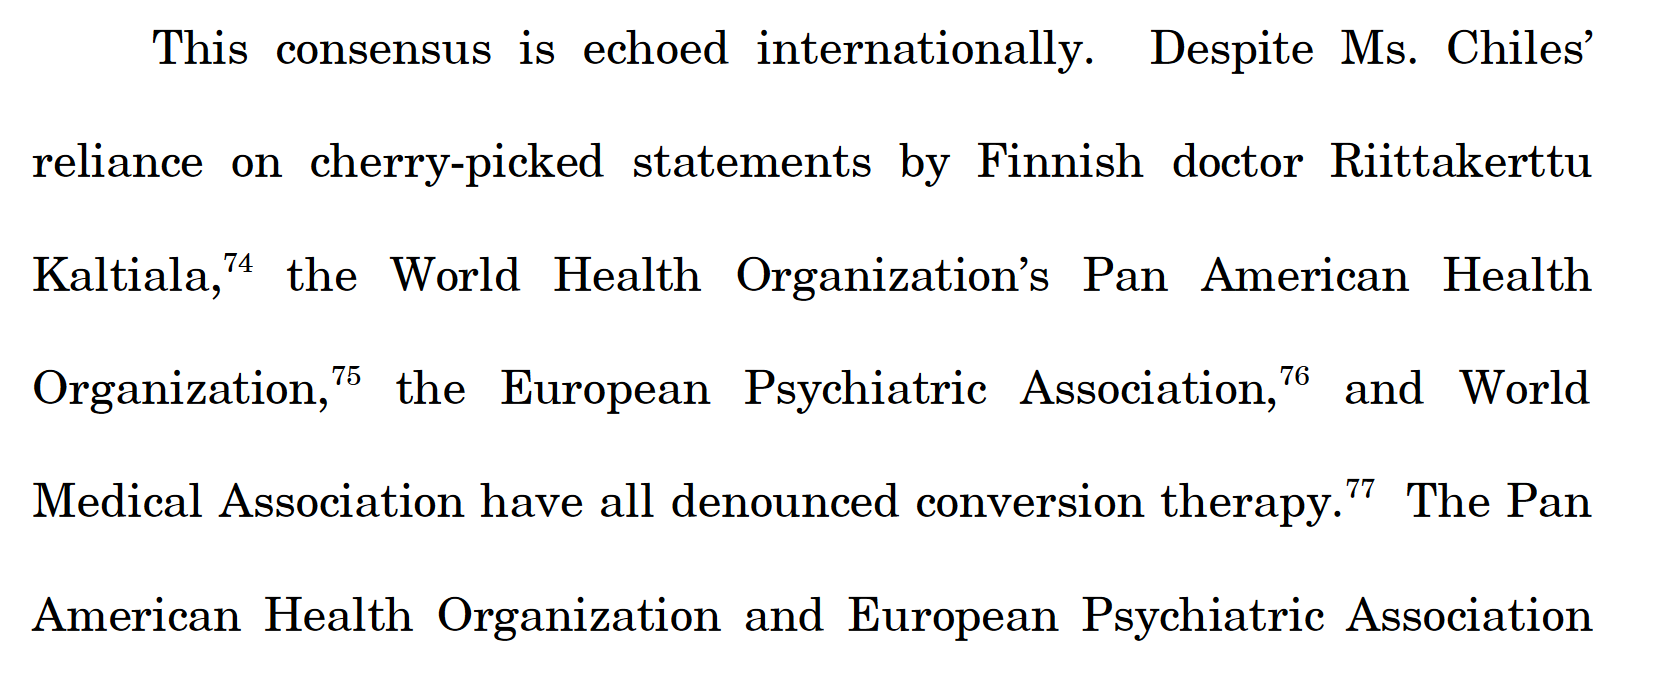 This consensus is echoed internationally. Despite Ms. Chiles’
reliance on cherry-picked statements by Finnish doctor Riittakerttu
Kaltiala,74 the World Health Organization’s Pan American Health
Organization,75 the European Psychiatric Association,76 and World
Medical Association have all denounced conversion therapy.77 The Pan
American Health Organization and European Psychiatric Association